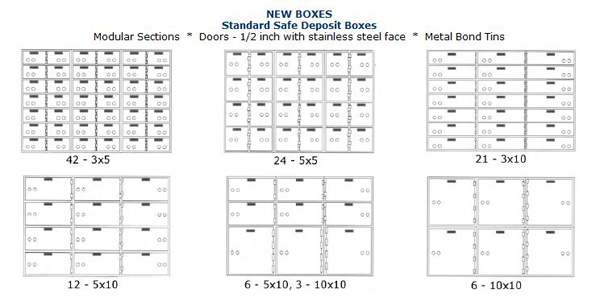 NEW BOXES
Standard Safe Deposit Boxes
Modular Sections * Doors - 1/2 inch with stainless steel face * Metal Bond Tins
42 - 3x5
24 - 5x5
21 - 3x10
12 - 5x10
6 - 5x10, 3 - 10x10
6 - 10x10